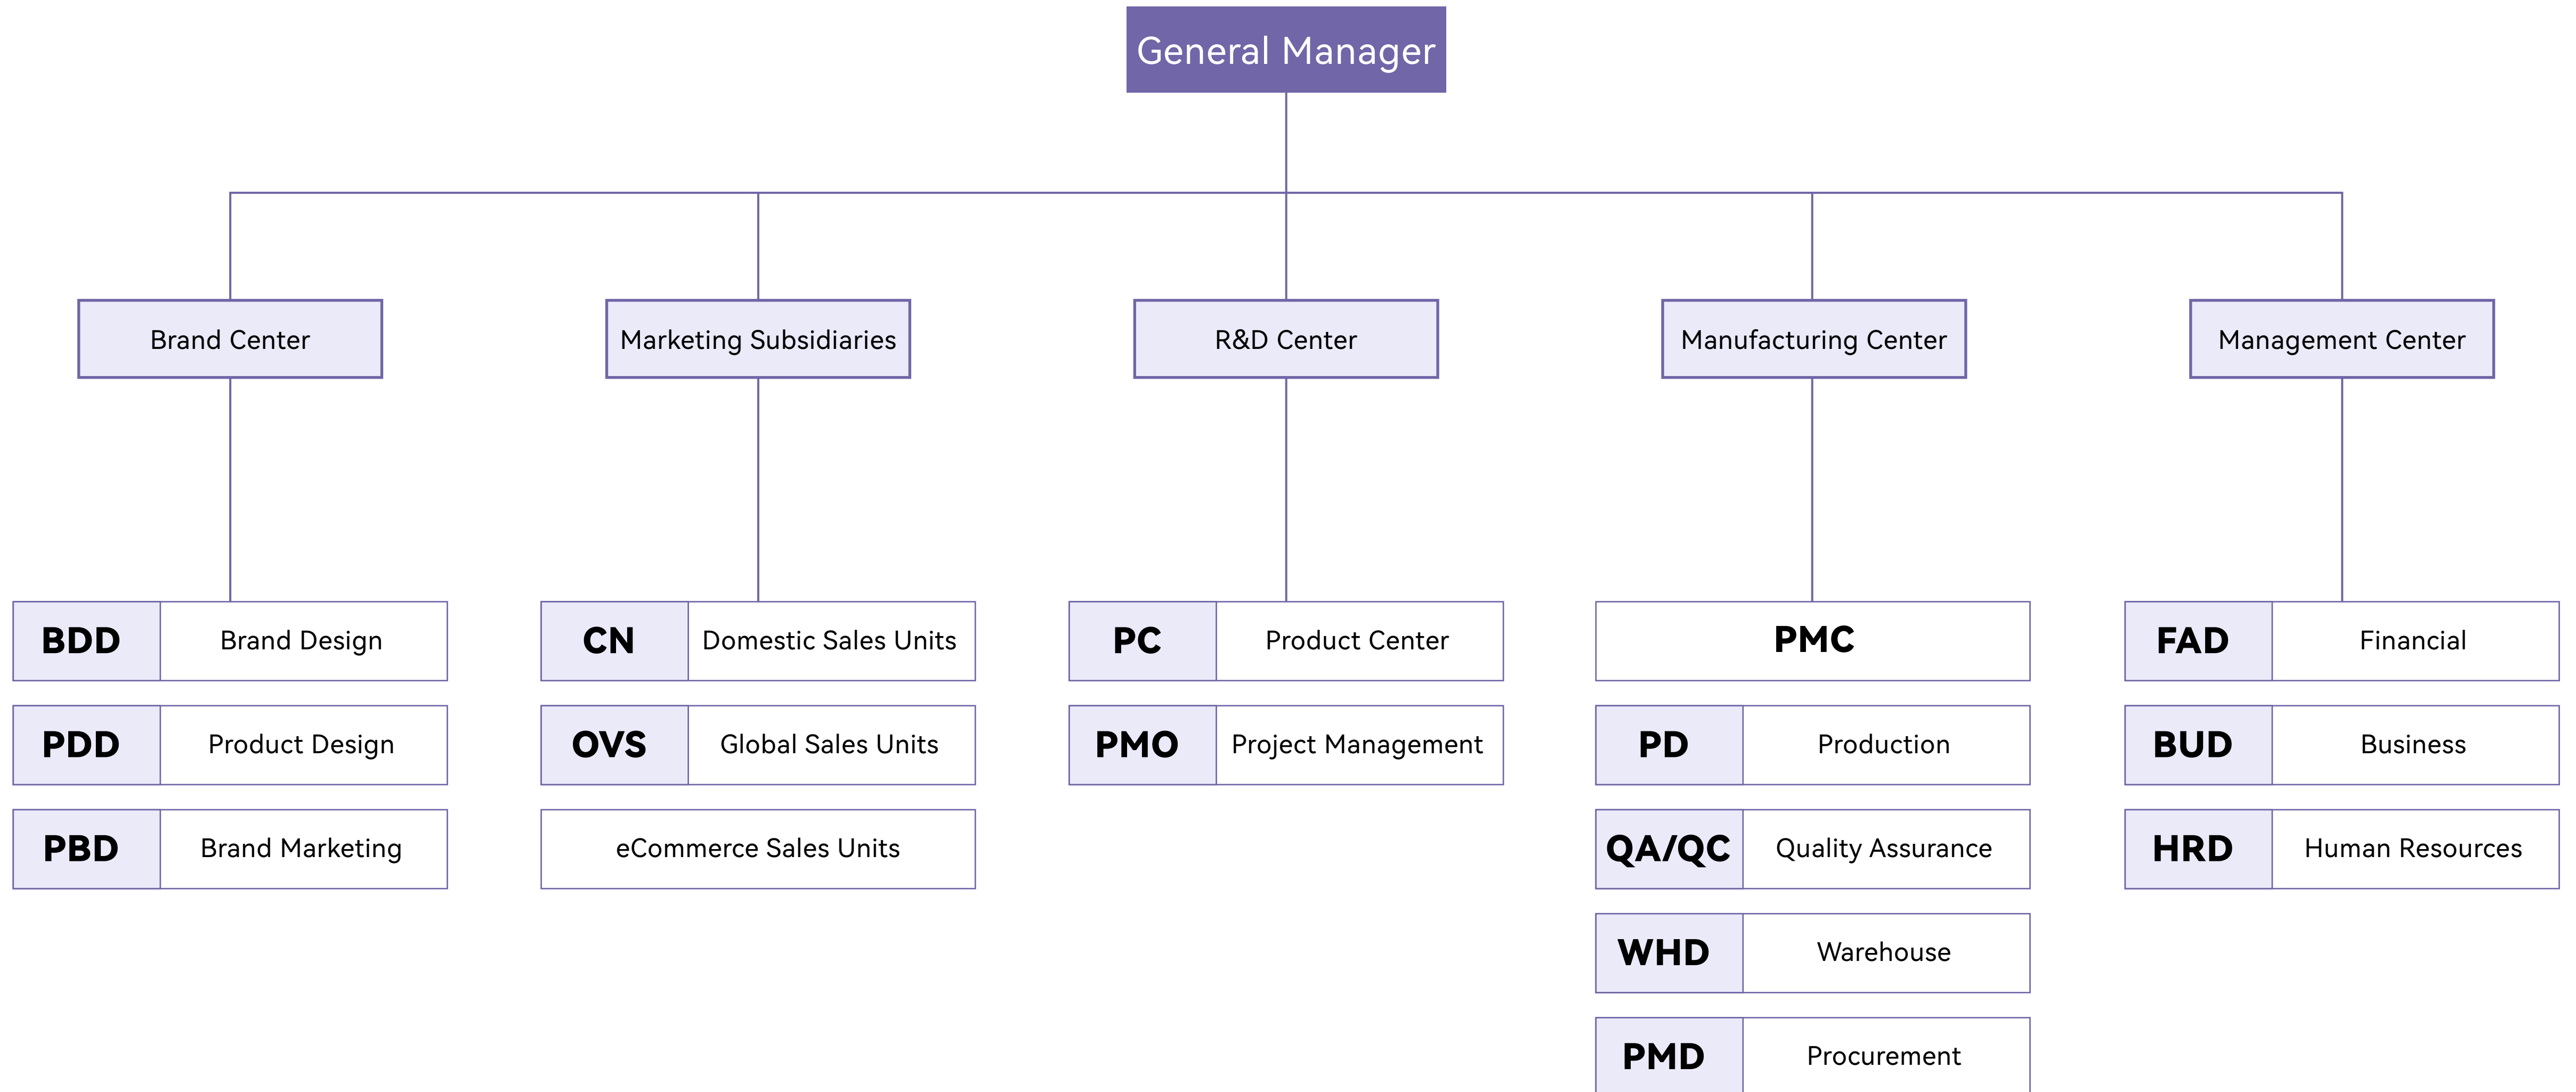 General Manager
Brand Center
Marketing Subsidiaries
R&D Center
Manufacturing Center
Management Center
BDD Brand Design
PDD Product Design
PBD Brand Marketing
CN Domestic Sales Units
OVS Global Sales Units
eCommerce Sales Units
PC Product Center
PMO Project Management
PMC
PD Production
QA/QC Quality Assurance
WHD Warehouse
PMD Procurement
FAD Financial
BUD Business
HRD Human Resources